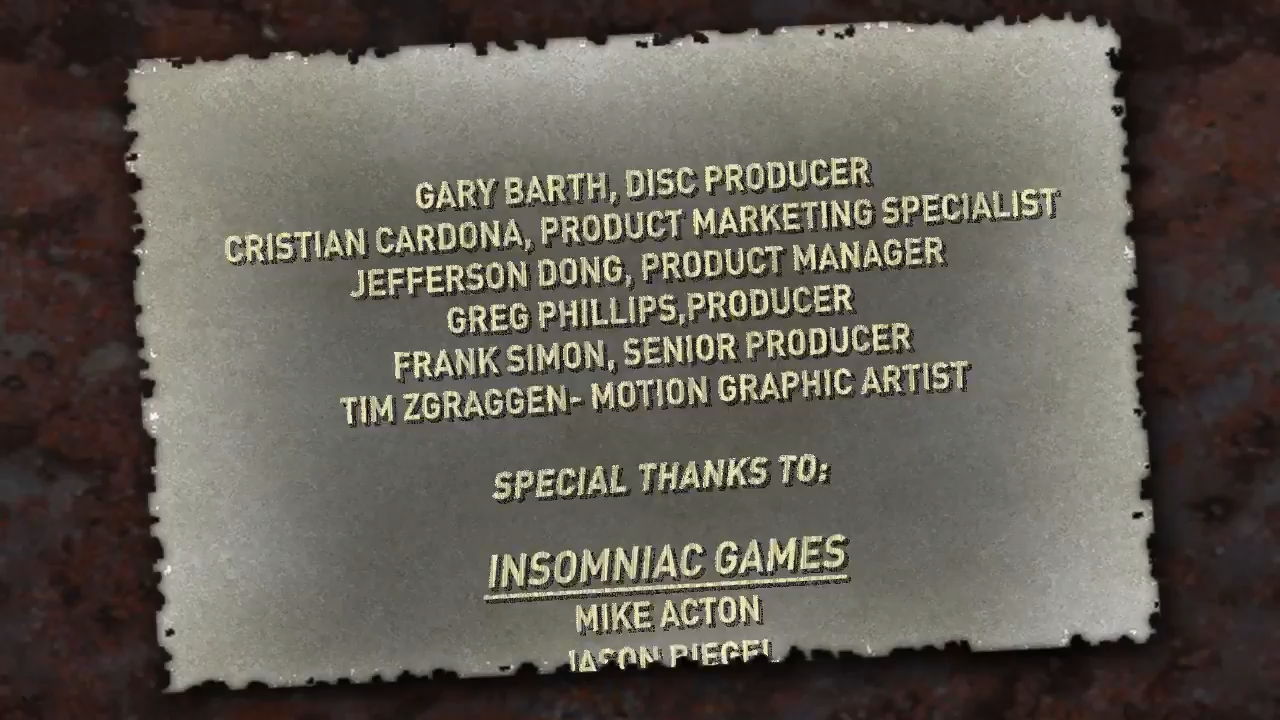 GARY BARTH, DISC PRODUCER
CRISTIAN CARDONA, PRODUCT MARKETING SPECIALIST
JEFFERSON DONG, PRODUCT MANAGER
GREG PHILLIPS,PRODUCER
FRANK SIMON, SENIOR PRODUCER
TIM ZGRAGGEN- MOTION GRAPHIC ARTIST
SPECIAL THANKS TO:
INSOMNIAC GAMES
MIKE ACTON
JASON